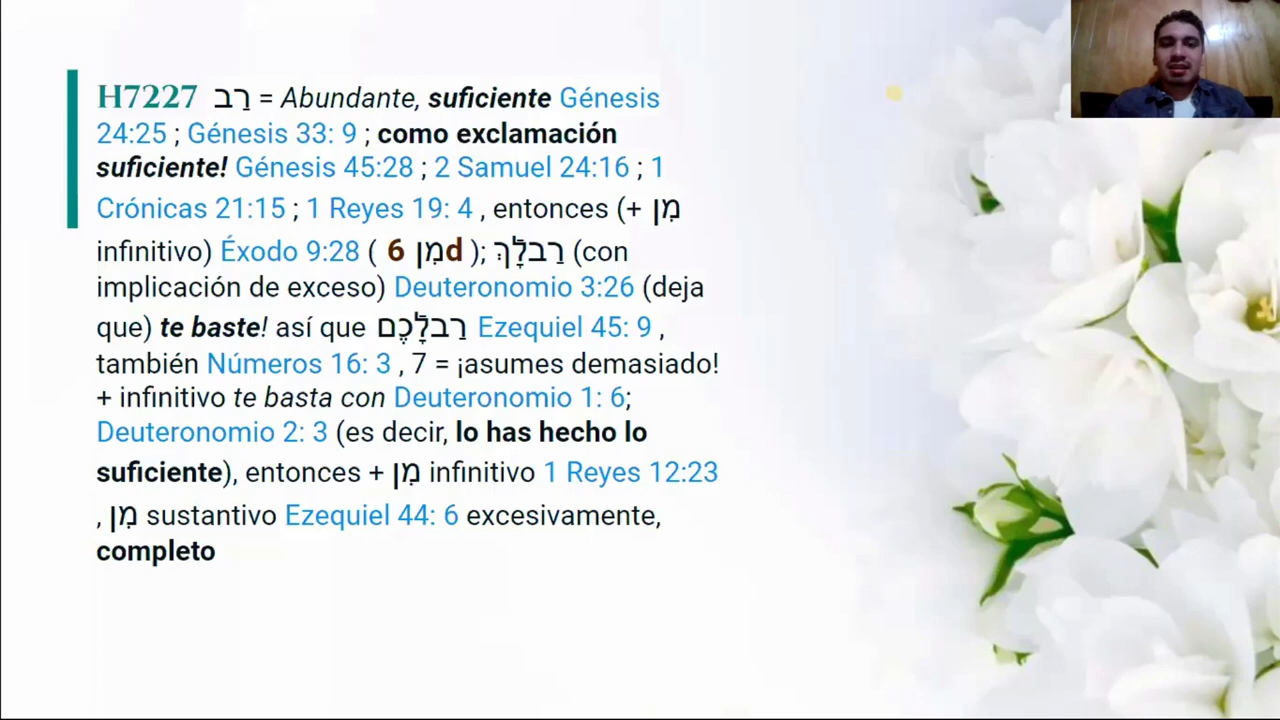 H7227 רַב = Abundante, suficiente Génesis
24:25 ; Génesis 33: 9 ; como exclamación
suficiente! Génesis 45:28 ; 2 Samuel 24:16 ; 1
Crónicas 21:15 ; 1 Reyes 19: 4 , entonces (+ מִן
infinitivo) Éxodo 9:28 ( 6 מִןd ); רַבלָּךְ (con
implicación de exceso) Deuteronomio 3:26 (deja
que) te baste! así que רַבלָּכֶם Ezequiel 45: 9 ,
también Números 16: 3 , 7 = ¡asumes demasiado!
+ infinitivo te basta con Deuteronomio 1: 6;
Deuteronomio 2: 3 (es decir, lo has hecho lo
suficiente), entonces + מִן infinitivo 1 Reyes 12:23
, מִן sustantivo Ezequiel 44: 6 excesivamente,
completo